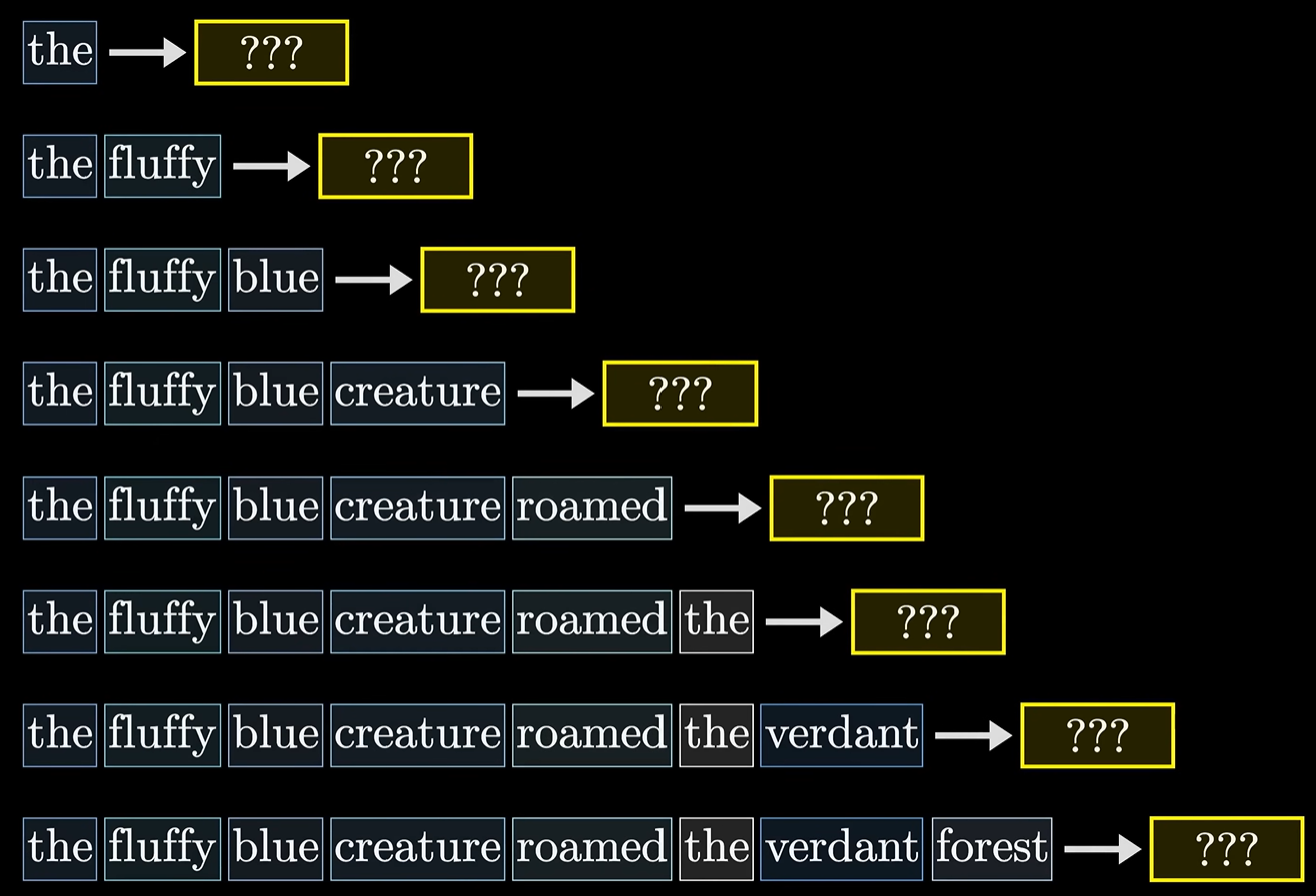 the ???
the fluffy ???
the fluffy blue ???
the fluffy blue creature ???
the fluffy blue creature roamed ???
the fluffy blue creature roamed the ???
the fluffy blue creature roamed the verdant ???
the fluffy blue creature roamed the verdant forest ???